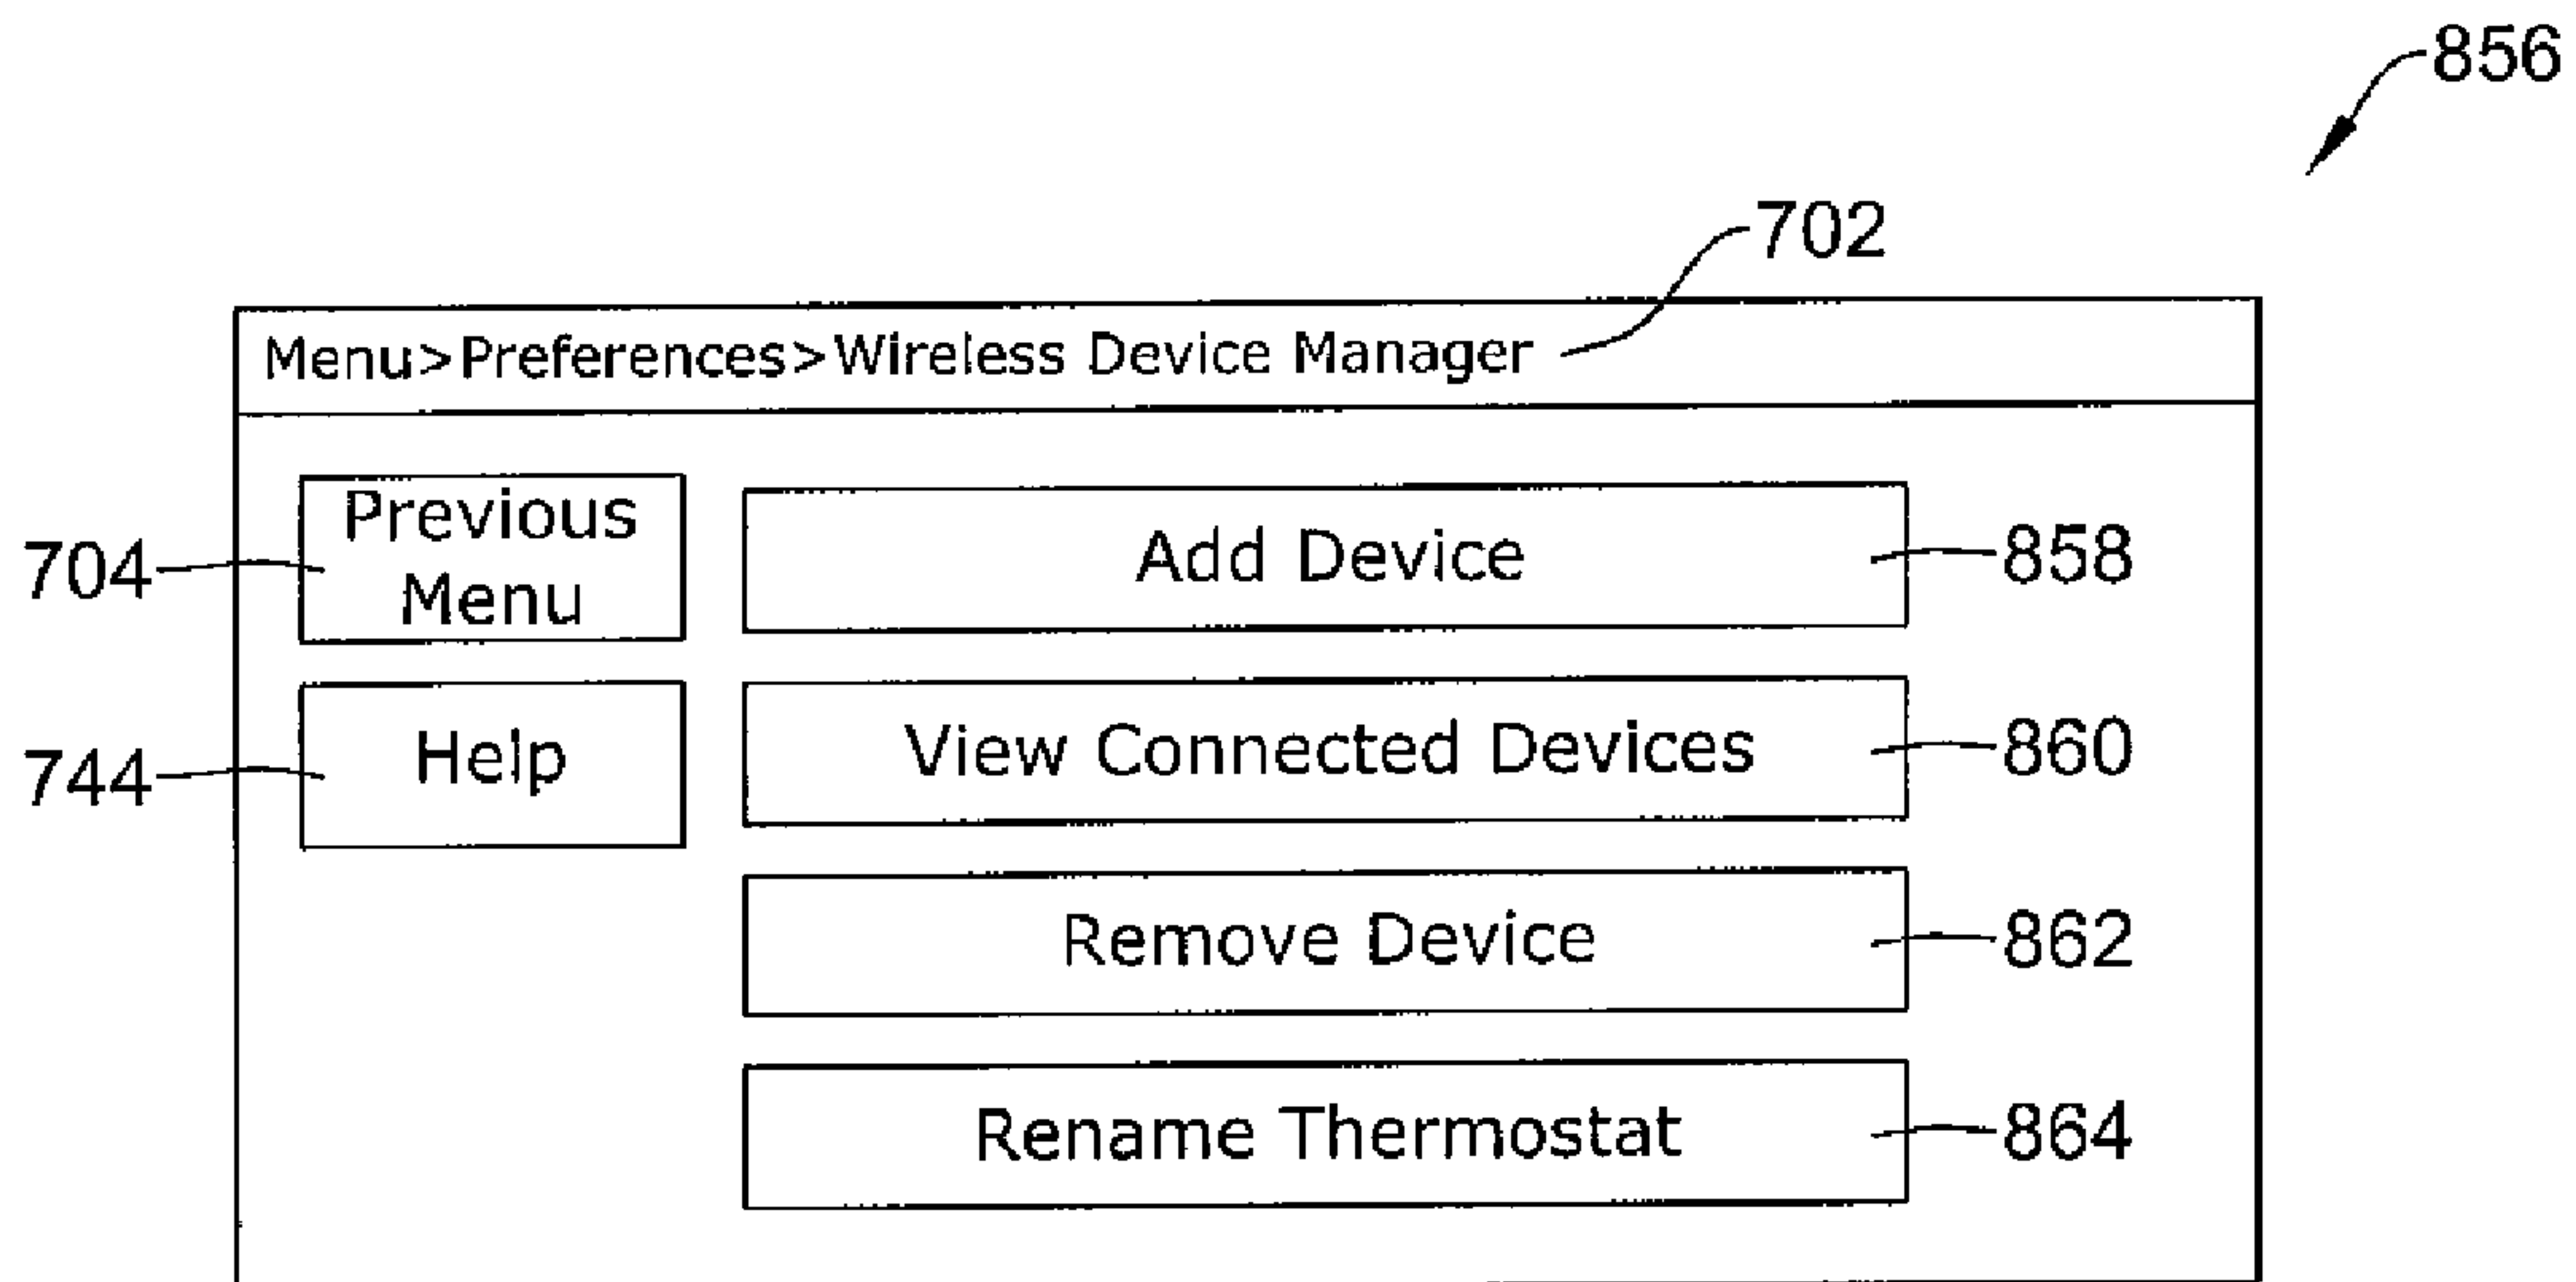 856
702
Menu>Preferences>Wireless Device Manager
Previous
Menu
704
Add Device
858
Help
744
View Connected Devices
860
Remove Device
862
Rename Thermostat
864